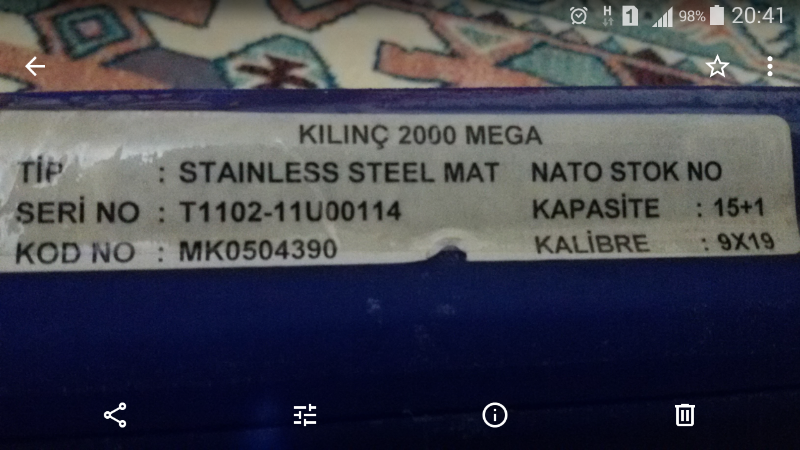 98% 20:41
KILINÇ 2000 MEGA
TİP : STAINLESS STEEL MAT NATO STOK NO
SERİ NO : T1102-11U00114 KAPASİTE : 15+1
KOD NO : MK0504390 KALİBRE : 9X19